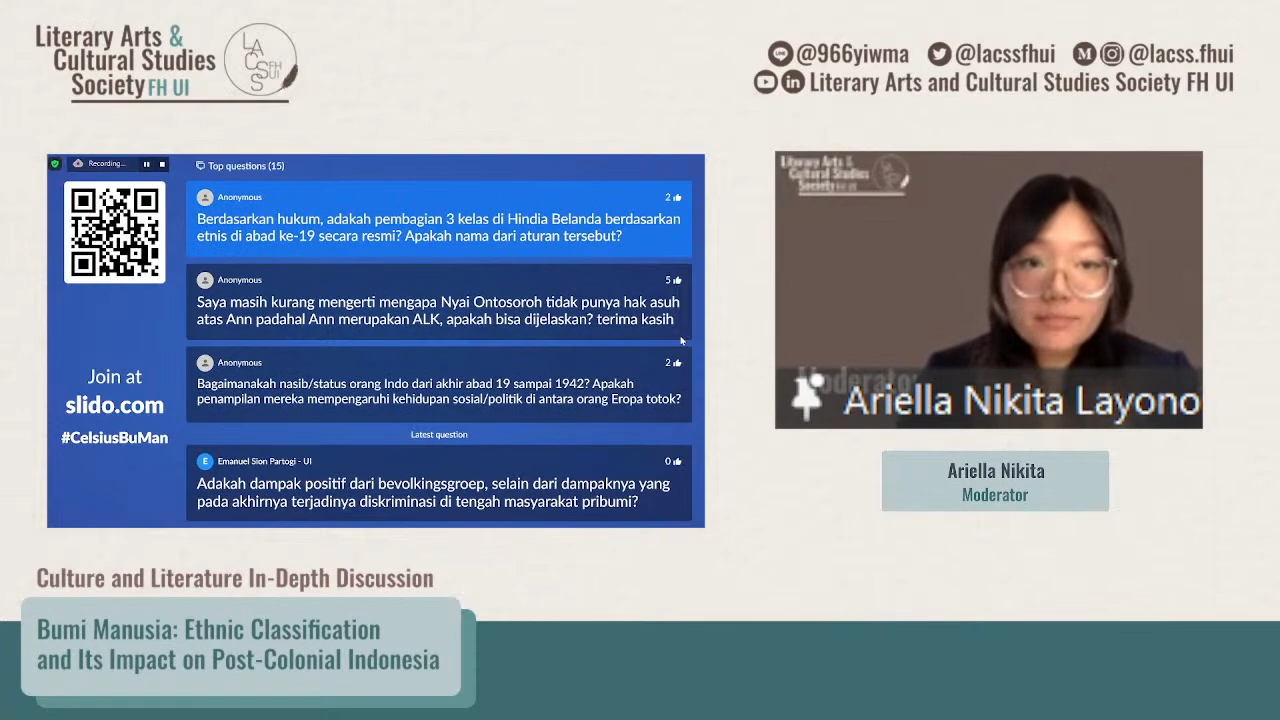 Literary Arts &
Cultural Studies
Society FH UI
LACSS FH UI
@966yiwma @lacssfhui @lacss.fhui
Literary Arts and Cultural Studies Society FH UI
Recording...
Top questions (15)
Anonymous 2
Berdasarkan hukum, adakah pembagian 3 kelas di Hindia Belanda berdasarkan
etnis di abad ke-19 secara resmi? Apakah nama dari aturan tersebut?
Anonymous 5
Saya masih kurang mengerti mengapa Nyai Ontosoroh tidak punya hak asuh
atas Ann padahal Ann merupakan ALK, apakah bisa dijelaskan? terima kasih
Anonymous 2
Bagaimanakah nasib/status orang Indo dari akhir abad 19 sampai 1942? Apakah
penampilan mereka mempengaruhi kehidupan sosial/politik di antara orang Eropa totok?
Latest question
E Emanuel Sion Partogi - UI 0
Adakah dampak positif dari bevolkingsgroep, selain dari dampaknya yang
pada akhirnya terjadinya diskriminasi di tengah masyarakat pribumi?
Join at
slido.com
#CelsiusBuMan
Literary Arts &
Cultural Studies
Society FH UI
Moderator
Ariella Nikita Layono
Ariella Nikita
Moderator
Culture and Literature In-Depth Discussion
Bumi Manusia: Ethnic Classification
and Its Impact on Post-Colonial Indonesia